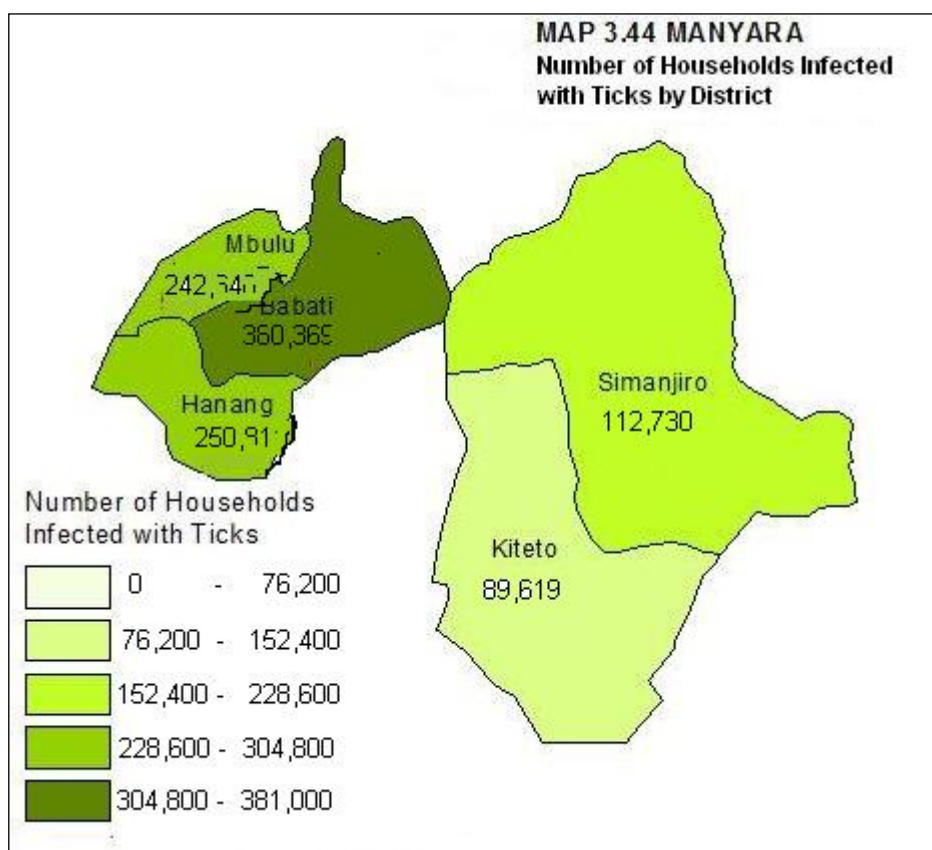 MAP 3.44 MANYARA
Number of Households Infected
with Ticks by District
Mbulu
Babati
360,369
Hanang
Simanjiro
112,730
Kiteto
89,619
Number of Households
Infected with Ticks
0 - 76,200
76,200 - 152,400
152,400 - 228,600
228,600 - 304,800
304,800 - 381,000